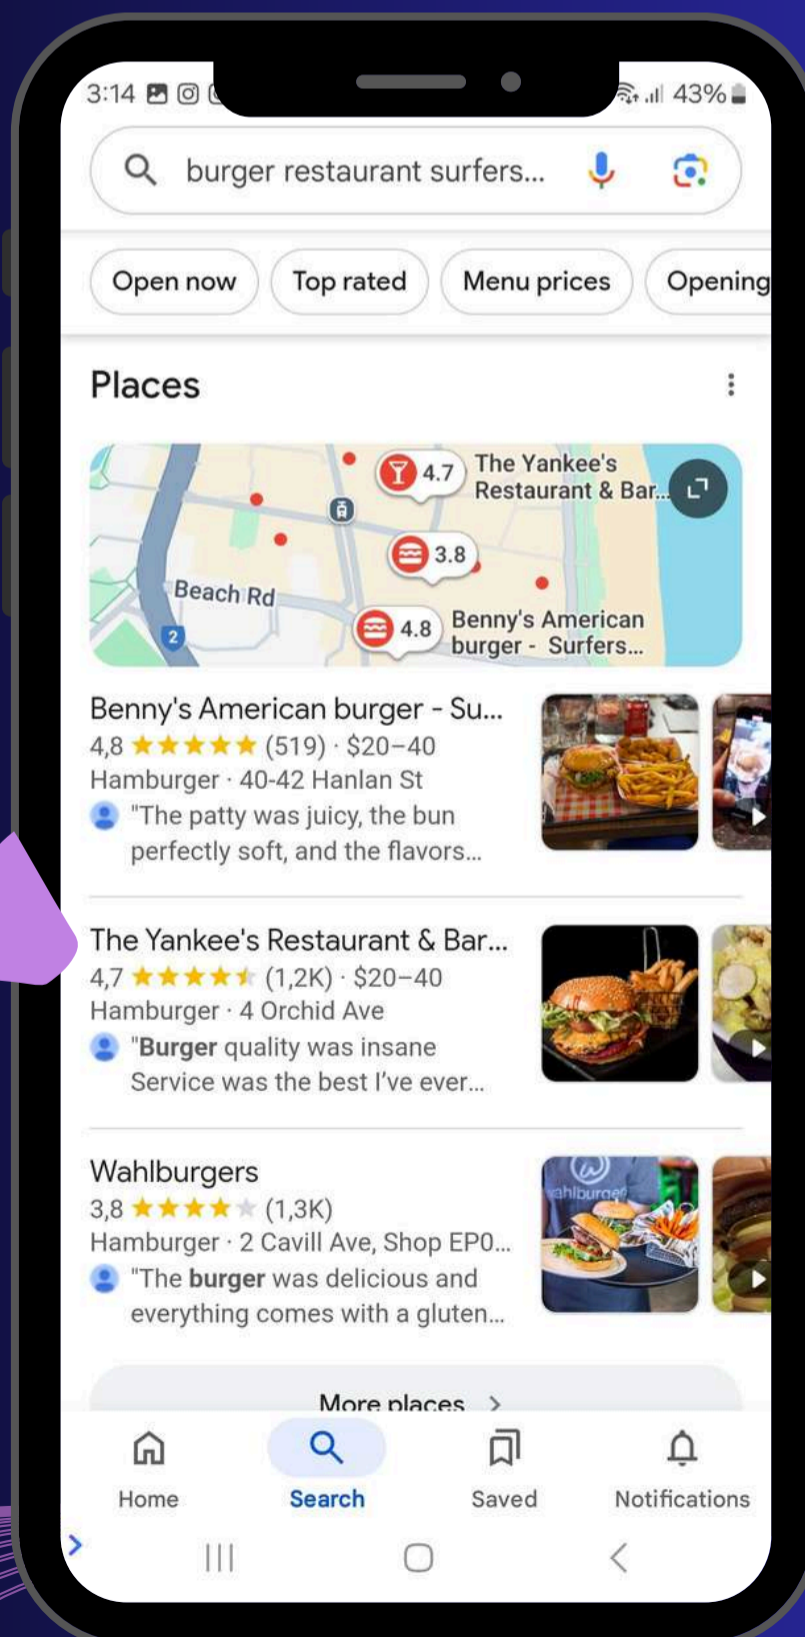 3:14
43%
burger restaurant surfers...
Open now
Top rated
Menu prices
Opening
Places
4.7
The Yankee's
Restaurant & Bar...
3.8
Beach Rd
2
4.8
Benny's American
burger - Surfers...
Benny's American burger - Su...
4,8 (519) · $20–40
Hamburger · 40-42 Hanlan St
"The patty was juicy, the bun
perfectly soft, and the flavors...
The Yankee's Restaurant & Bar...
4,7 (1,2K) · $20–40
Hamburger · 4 Orchid Ave
"Burger quality was insane
Service was the best I've ever...
Wahlburgers
3,8 (1,3K)
Hamburger · 2 Cavill Ave, Shop EP0...
"The burger was delicious and
everything comes with a gluten...
More places
Home
Search
Saved
Notifications